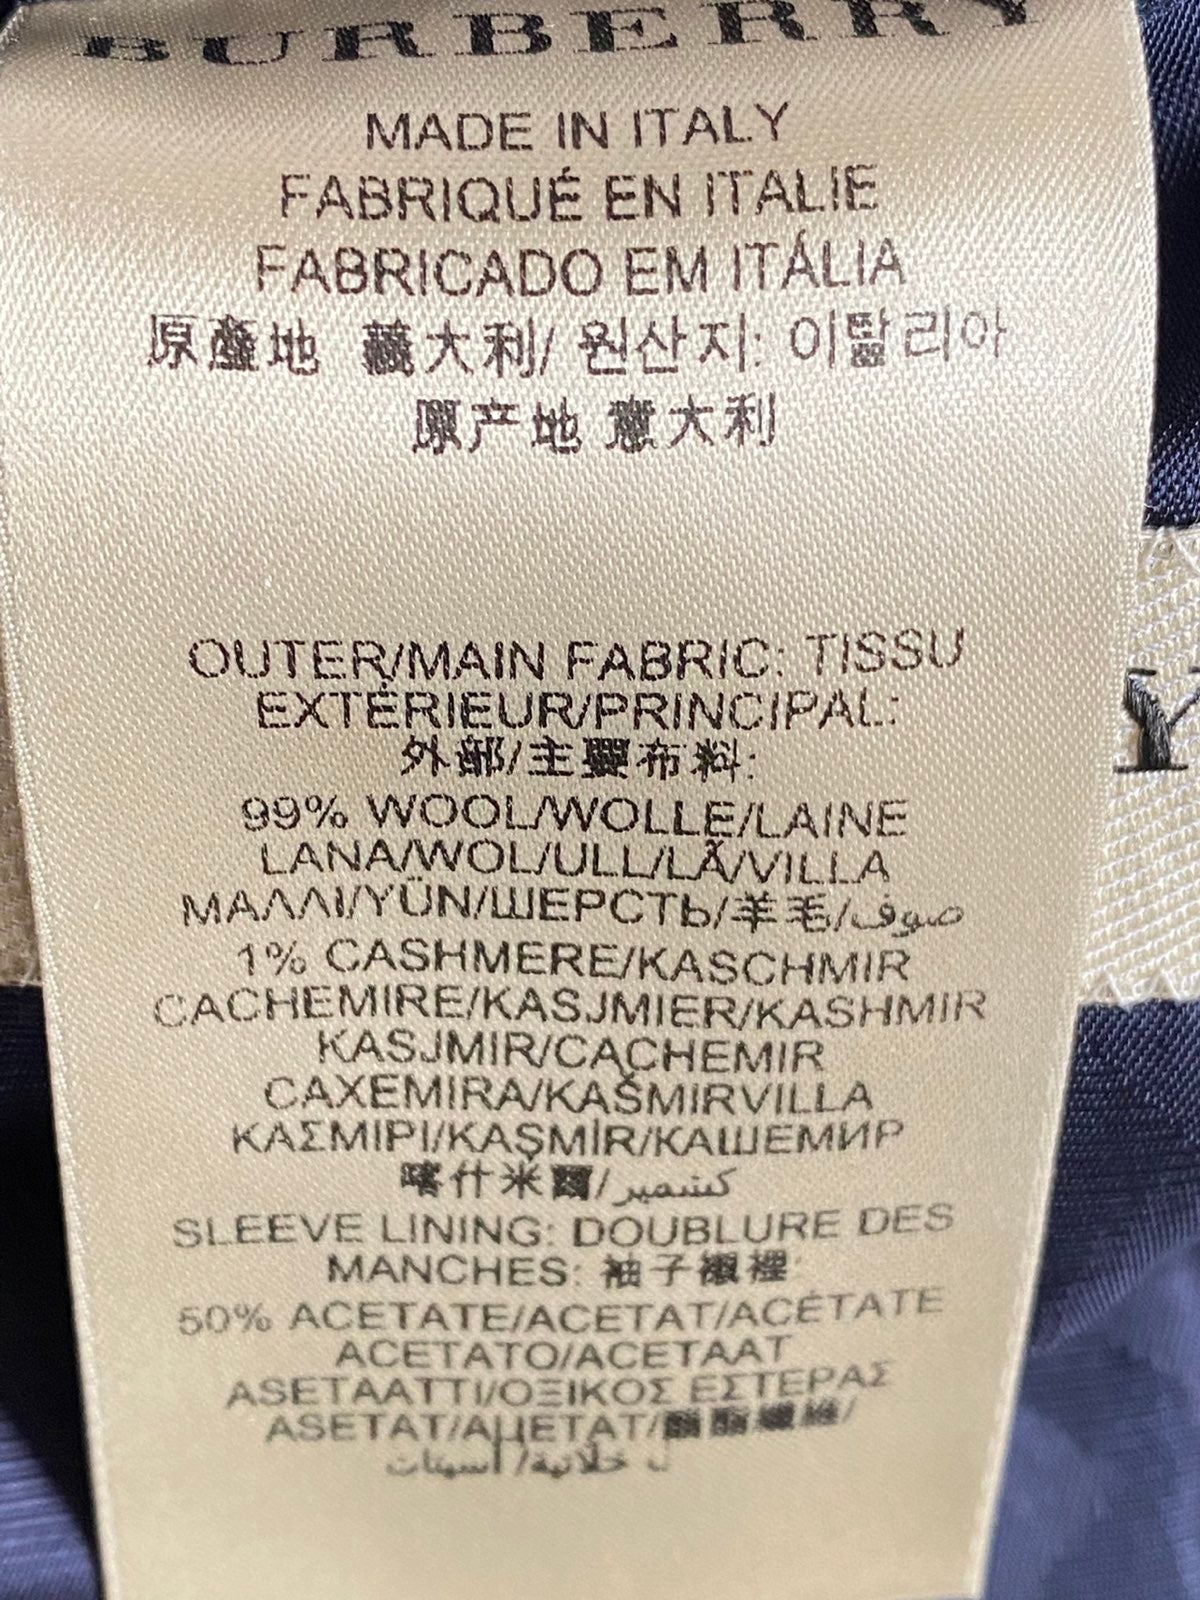 BURBERRY
MADE IN ITALY
FABRIQUÉ EN ITALIE
FABRICADO EM ITÁLIA
原產地 義大利/ 원산지: 이탈리아
原产地 意大利
OUTER/MAIN FABRIC: TISSU
EXTÉRIEUR/PRINCIPAL:
外部/主要布料:
99% WOOL/WOLLE/LAINE
LANA/WOL/ULL/LÃ/VILLA
ΜΑΛΛΙ/YÜN/ШЕРСТЬ/羊毛/صوف
1% CASHMERE/KASCHMIR
CACHEMIRE/KASJMIER/KASHMIR
KASJMIR/CACHEMIR
CAXEMIRA/KAŠMIRVILLA
ΚΑΣΜΙΡΙ/KAŞMİR/КАШЕМИР
喀什米爾/كشمير
SLEEVE LINING: DOUBLURE DES
MANCHES: 袖子襯裡:
50% ACETATE/ACETAT/ACÉTATE
ACETATO/ACETAAT
ASETAATTI/ΟΞΙΚΟΣ ΕΣΤΕΡΑΣ
ASETAT/АЦЕТАТ/醋酯纖維/
خلاتية/ أسيتات
Y